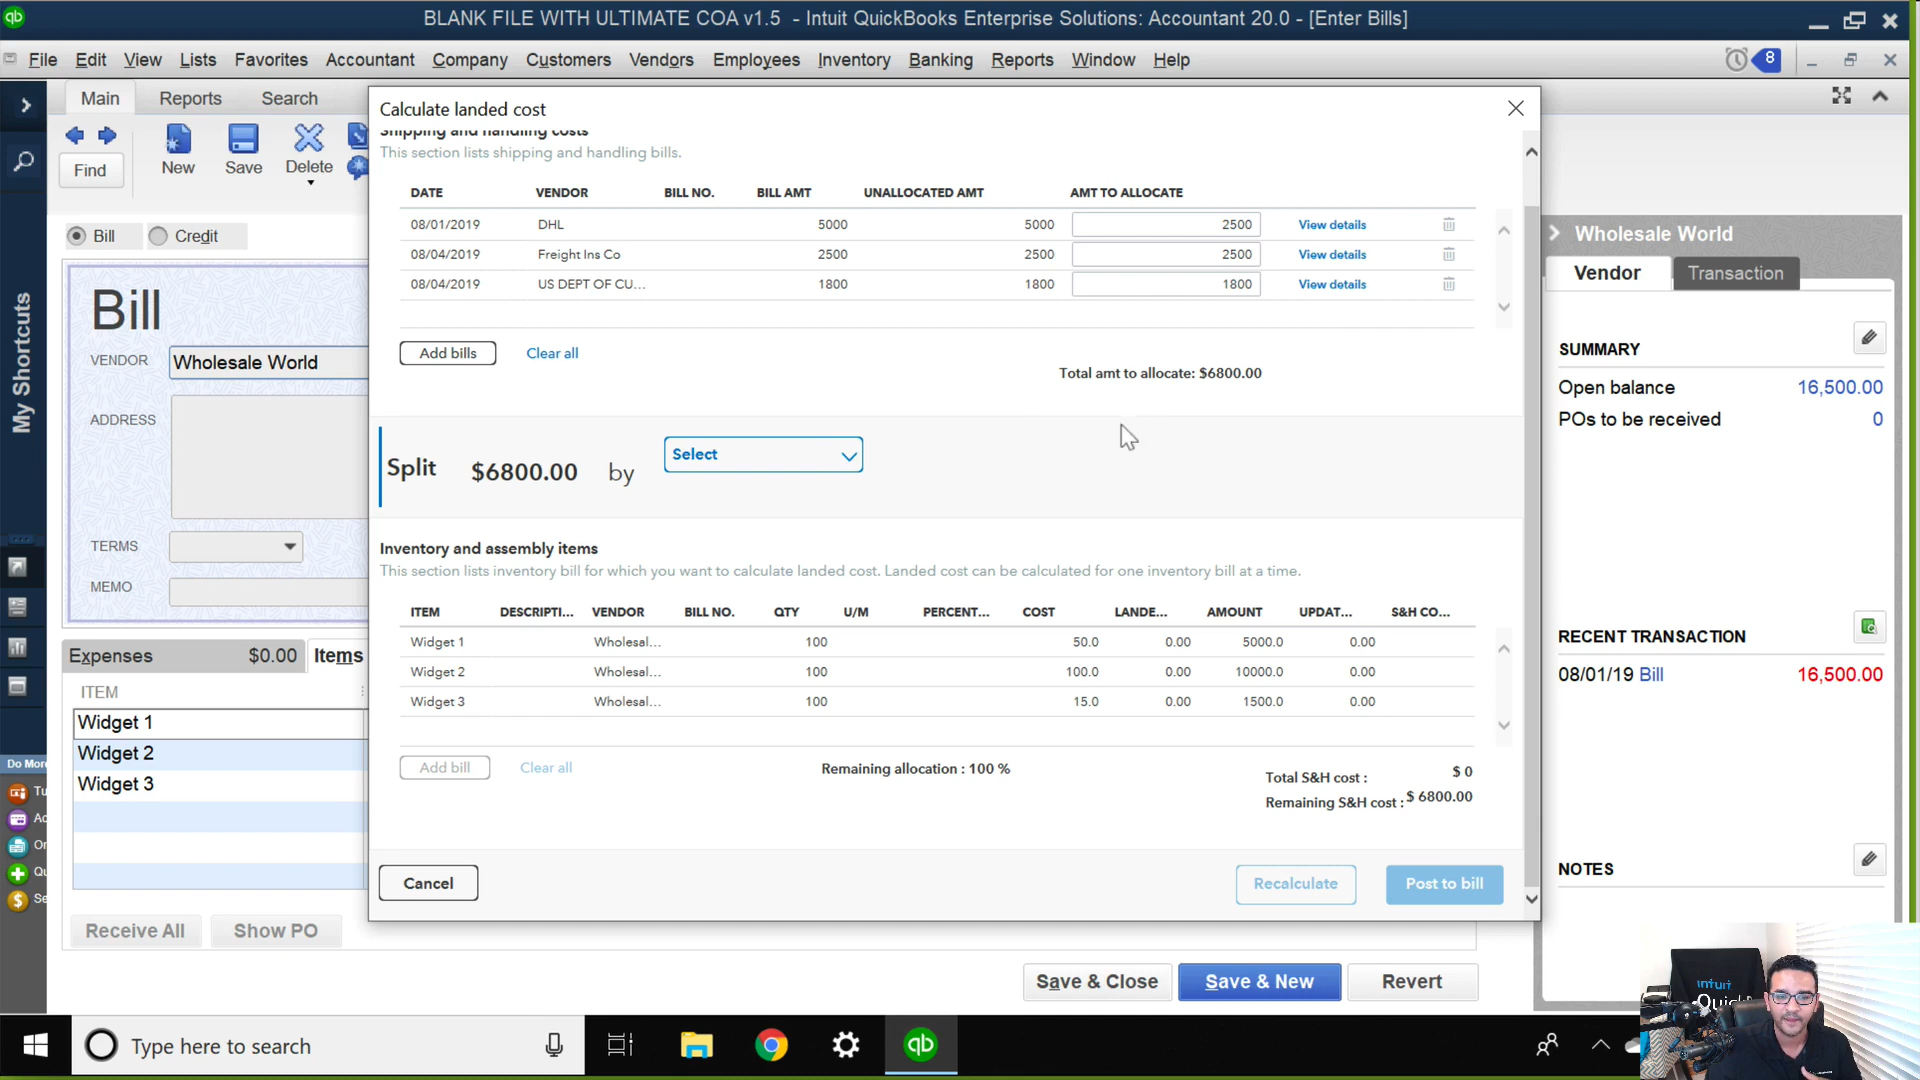 qb BLANK FILE WITH ULTIMATE COA v1.5 - Intuit QuickBooks Enterprise Solutions: Accountant 20.0 - [Enter Bills]
File Edit View Lists Favorites Accountant Company Customers Vendors Employees Inventory Banking Reports Window Help 8
Main Reports Search
Find New Save Delete
Bill Credit
Bill
VENDOR Wholesale World
ADDRESS
TERMS
MEMO
Expenses $0.00 Items
ITEM
Widget 1
Widget 2
Widget 3
Receive All Show PO
My Shortcuts
Do More
Tu
Ac
Or
Qu
Se
Calculate landed cost
Shipping and handling costs
This section lists shipping and handling bills.
DATE VENDOR BILL NO. BILL AMT UNALLOCATED AMT AMT TO ALLOCATE
08/01/2019 DHL 5000 5000 2500 View details
08/04/2019 Freight Ins Co 2500 2500 2500 View details
08/04/2019 US DEPT OF CU... 1800 1800 1800 View details
Add bills Clear all
Total amt to allocate: $6800.00
Split $6800.00 by Select
Inventory and assembly items
This section lists inventory bill for which you want to calculate landed cost. Landed cost can be calculated for one inventory bill at a time.
ITEM DESCRIPTI... VENDOR BILL NO. QTY U/M PERCENT... COST LANDE... AMOUNT UPDAT... S&H CO...
Widget 1 Wholesal... 100 50.0 0.00 5000.0 0.00
Widget 2 Wholesal... 100 100.0 0.00 10000.0 0.00
Widget 3 Wholesal... 100 15.0 0.00 1500.0 0.00
Add bill Clear all Remaining allocation : 100 %
Total S&H cost : $ 0
Remaining S&H cost : $ 6800.00
Cancel Recalculate Post to bill
Save & Close Save & New Revert
Wholesale World
Vendor Transaction
SUMMARY
Open balance 16,500.00
POs to be received 0
RECENT TRANSACTION
08/01/19 Bill 16,500.00
NOTES
Type here to search
qb
intuit